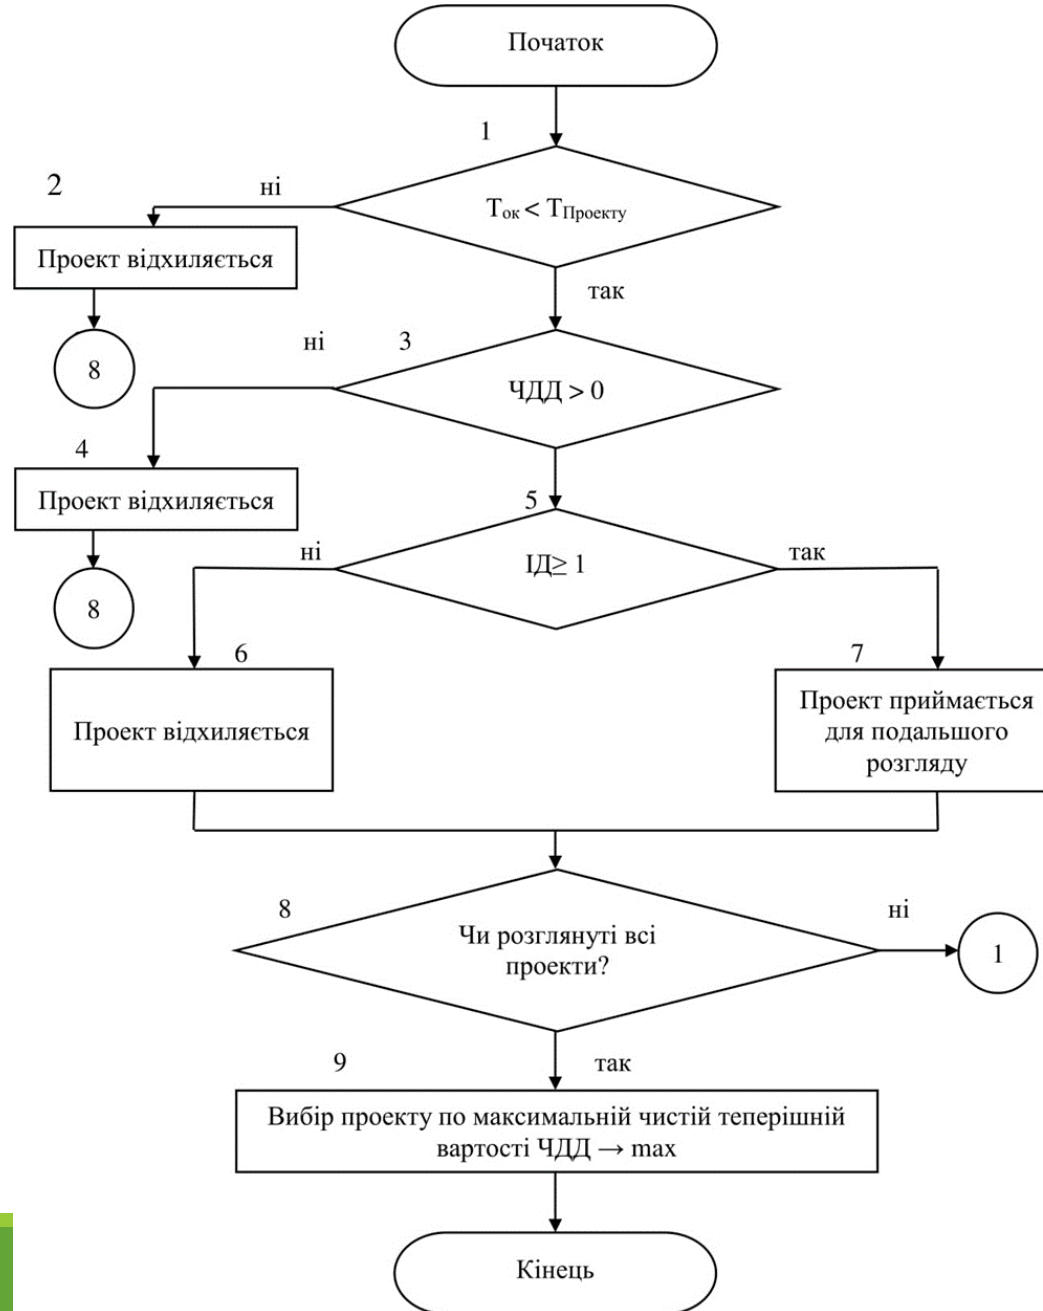 Початок
1
2
ні
Ток < ТПроекту
Проект відхиляється
так
8
ні
3
ЧДД > 0
4
Проект відхиляється
5
ні
ІД≥ 1
так
8
6
7
Проект відхиляється
Проект приймається
для подальшого
розгляду
8
ні
Чи розглянуті всі
проекти?
1
9
так
Вибір проекту по максимальній чистій теперішній
вартості ЧДД → max
Кінець